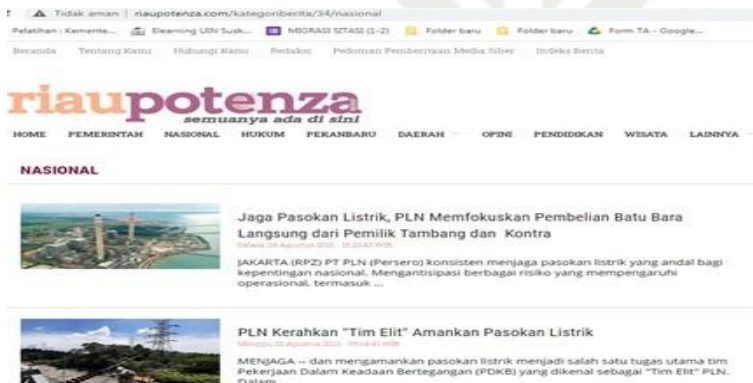 Tidak aman | riaupotenza.com/kategoriberita/34/nasional
Pelatihan : Kemente... Elearning UIN Susk... MIGRASI SITASI (1-2) Folder baru Folder baru Form TA - Google...
Beranda Tentang Kami Hubungi Kami Redaksi Pedoman Pemberitaan Media Siber Indeks Berita
riaupotenza
semuanya ada di sini
HOME PEMERINTAH NASIONAL HUKUM PEKANBARU DAERAH OPINI PENDIDIKAN WISATA LAINNYA
NASIONAL
Jaga Pasokan Listrik, PLN Memfokuskan Pembelian Batu Bara
Langsung dari Pemilik Tambang dan Kontra
JAKARTA (RPZ) PT PLN (Persero) konsisten menjaga pasokan listrik yang andal bagi
kepentingan nasional. Mengantisipasi berbagai risiko yang mempengaruhi
operasional, termasuk ...
PLN Kerahkan "Tim Elit" Amankan Pasokan Listrik
MENJAGA -- dan mengamankan pasokan listrik menjadi salah satu tugas utama tim
Pekerjaan Dalam Keadaan Bertegangan (PDKB) yang dikenal sebagai "Tim Elit" PLN.
Dalam